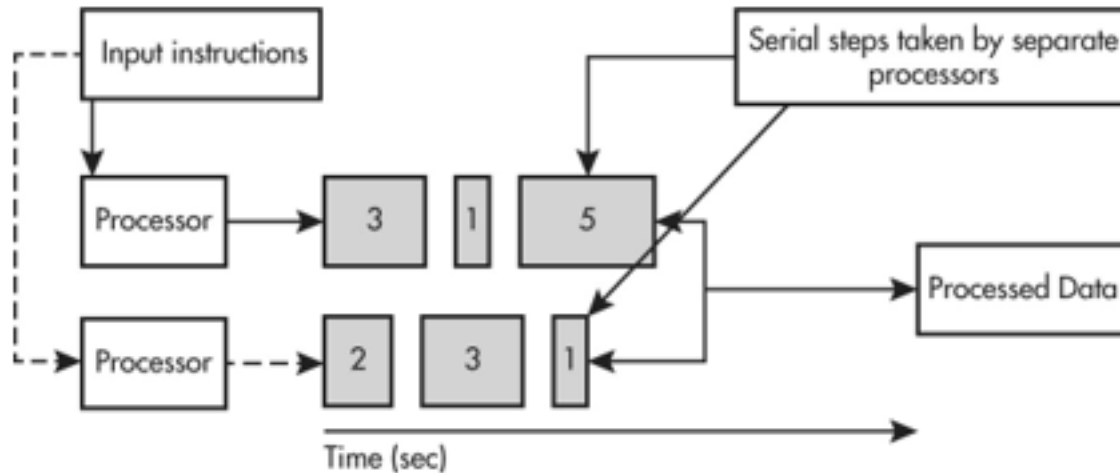 Input instructions
Serial steps taken by separate
processors
Processor
3
1
5
Processed Data
Processor
2
3
1
Time (sec)